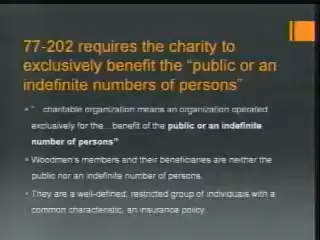 77-202 requires the charity to
exclusively benefit the “public or an
indefinite numbers of persons”
• “ charitable organization means an organization operated
exclusively for the...benefit of the public or an indefinite
number of persons”
• Woodmen's members and their beneficiaries are neither the
public nor an indefinite number of persons.
• They are a well-defined, restricted group of individuals with a
common characteristic, an insurance policy.